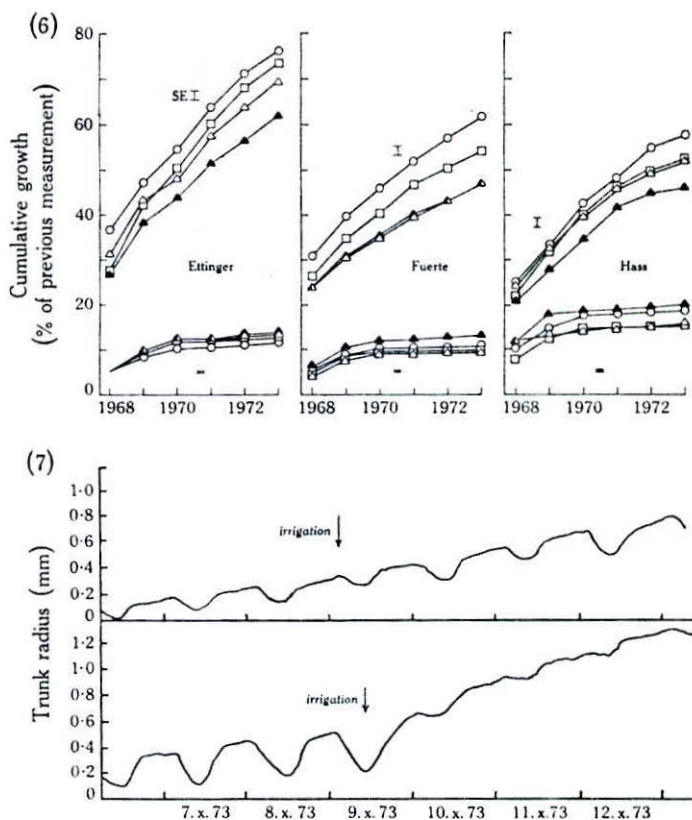 (6)
Cumulative growth
(% of previous measurement)
80
60
40
20
0
SE
Ettinger
Fuerte
Hass
1968 1970 1972 1968 1970 1972 1968 1970 1972
(7)
Trunk radius (mm)
1·0
0·8
0·6
0·4
0·2
0
irrigation
1·2
1·0
0·8
0·6
0·4
0·2
0
irrigation
7.x.73 8.x.73 9.x.73 10.x.73 11.x.73 12.x.73